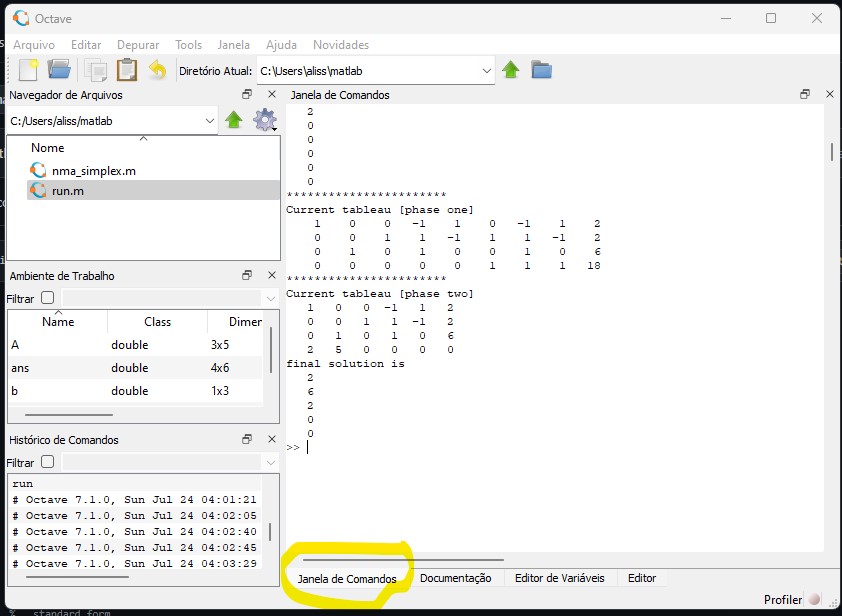 Octave
Arquivo Editar Depurar Tools Janela Ajuda Novidades
Diretório Atual: C:\Users\aliss\matlab
Navegador de Arquivos
C:/Users/aliss/matlab
Nome
nma_simplex.m
run.m
Ambiente de Trabalho
Filtrar
Name Class Dimer
A double 3x5
ans double 4x6
b double 1x3
Histórico de Comandos
Filtrar
run
# Octave 7.1.0, Sun Jul 24 04:01:21
# Octave 7.1.0, Sun Jul 24 04:02:05
# Octave 7.1.0, Sun Jul 24 04:02:40
# Octave 7.1.0, Sun Jul 24 04:02:45
# Octave 7.1.0, Sun Jul 24 04:03:29
Janela de Comandos
2
0
0
0
0
0
***********************
Current tableau [phase one]
1 0 0 -1 1 0 -1 1 2
0 0 1 1 -1 1 1 -1 2
0 1 0 1 0 0 1 0 6
0 0 0 0 0 1 1 1 18
***********************
Current tableau [phase two]
1 0 0 -1 1 2
0 0 1 1 -1 2
0 1 0 1 0 6
2 5 0 0 0 0
final solution is
2
6
2
0
0
>>
Janela de Comandos Documentação Editor de Variáveis Editor
Profiler
% standard form